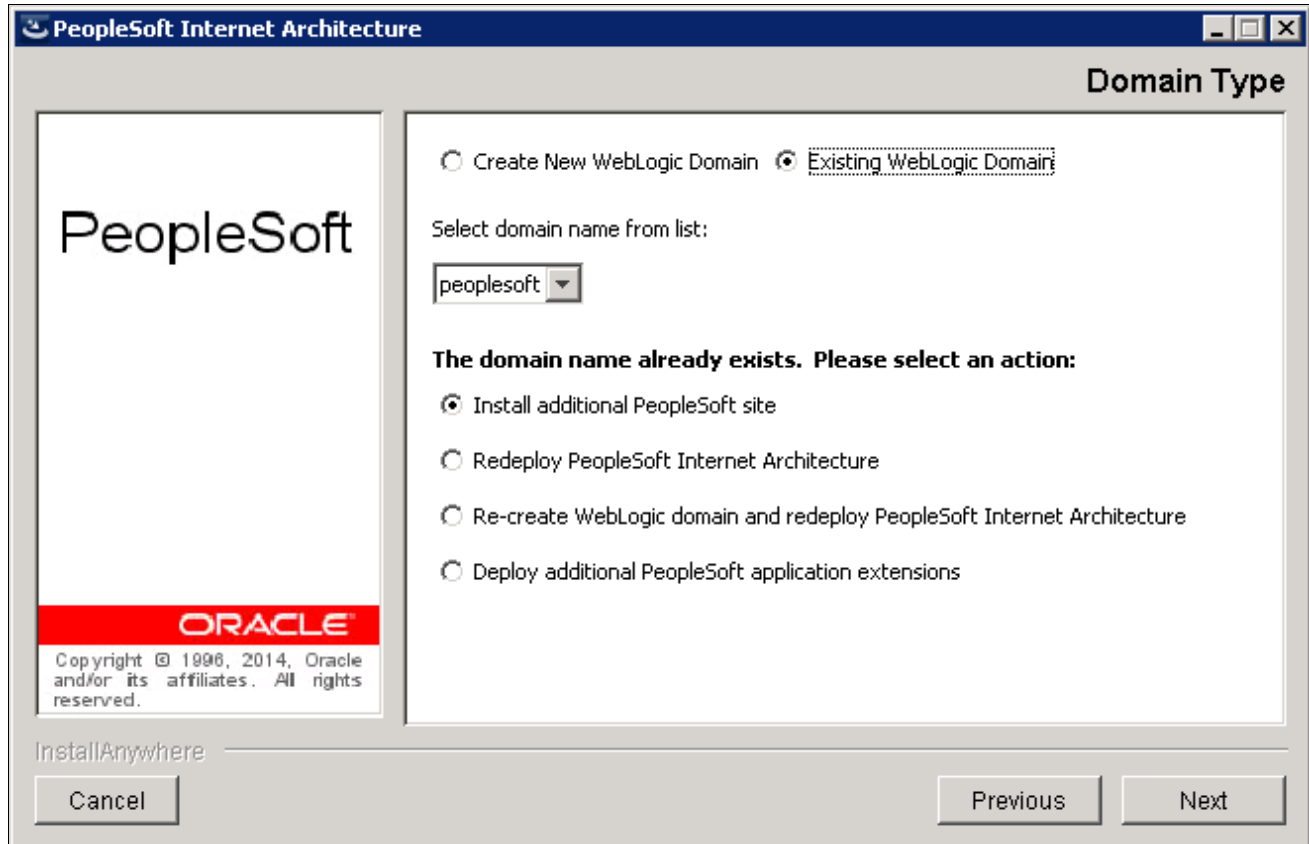 PeopleSoft Internet Architecture
Domain Type
PeopleSoft
Create New WebLogic Domain Existing WebLogic Domain
Select domain name from list:
peoplesoft
The domain name already exists. Please select an action:
Install additional PeopleSoft site
Redeploy PeopleSoft Internet Architecture
Re-create WebLogic domain and redeploy PeopleSoft Internet Architecture
Deploy additional PeopleSoft application extensions
ORACLE
Copyright © 1996, 2014, Oracle
and/or its affiliates. All rights
reserved.
InstallAnywhere
Cancel Previous Next